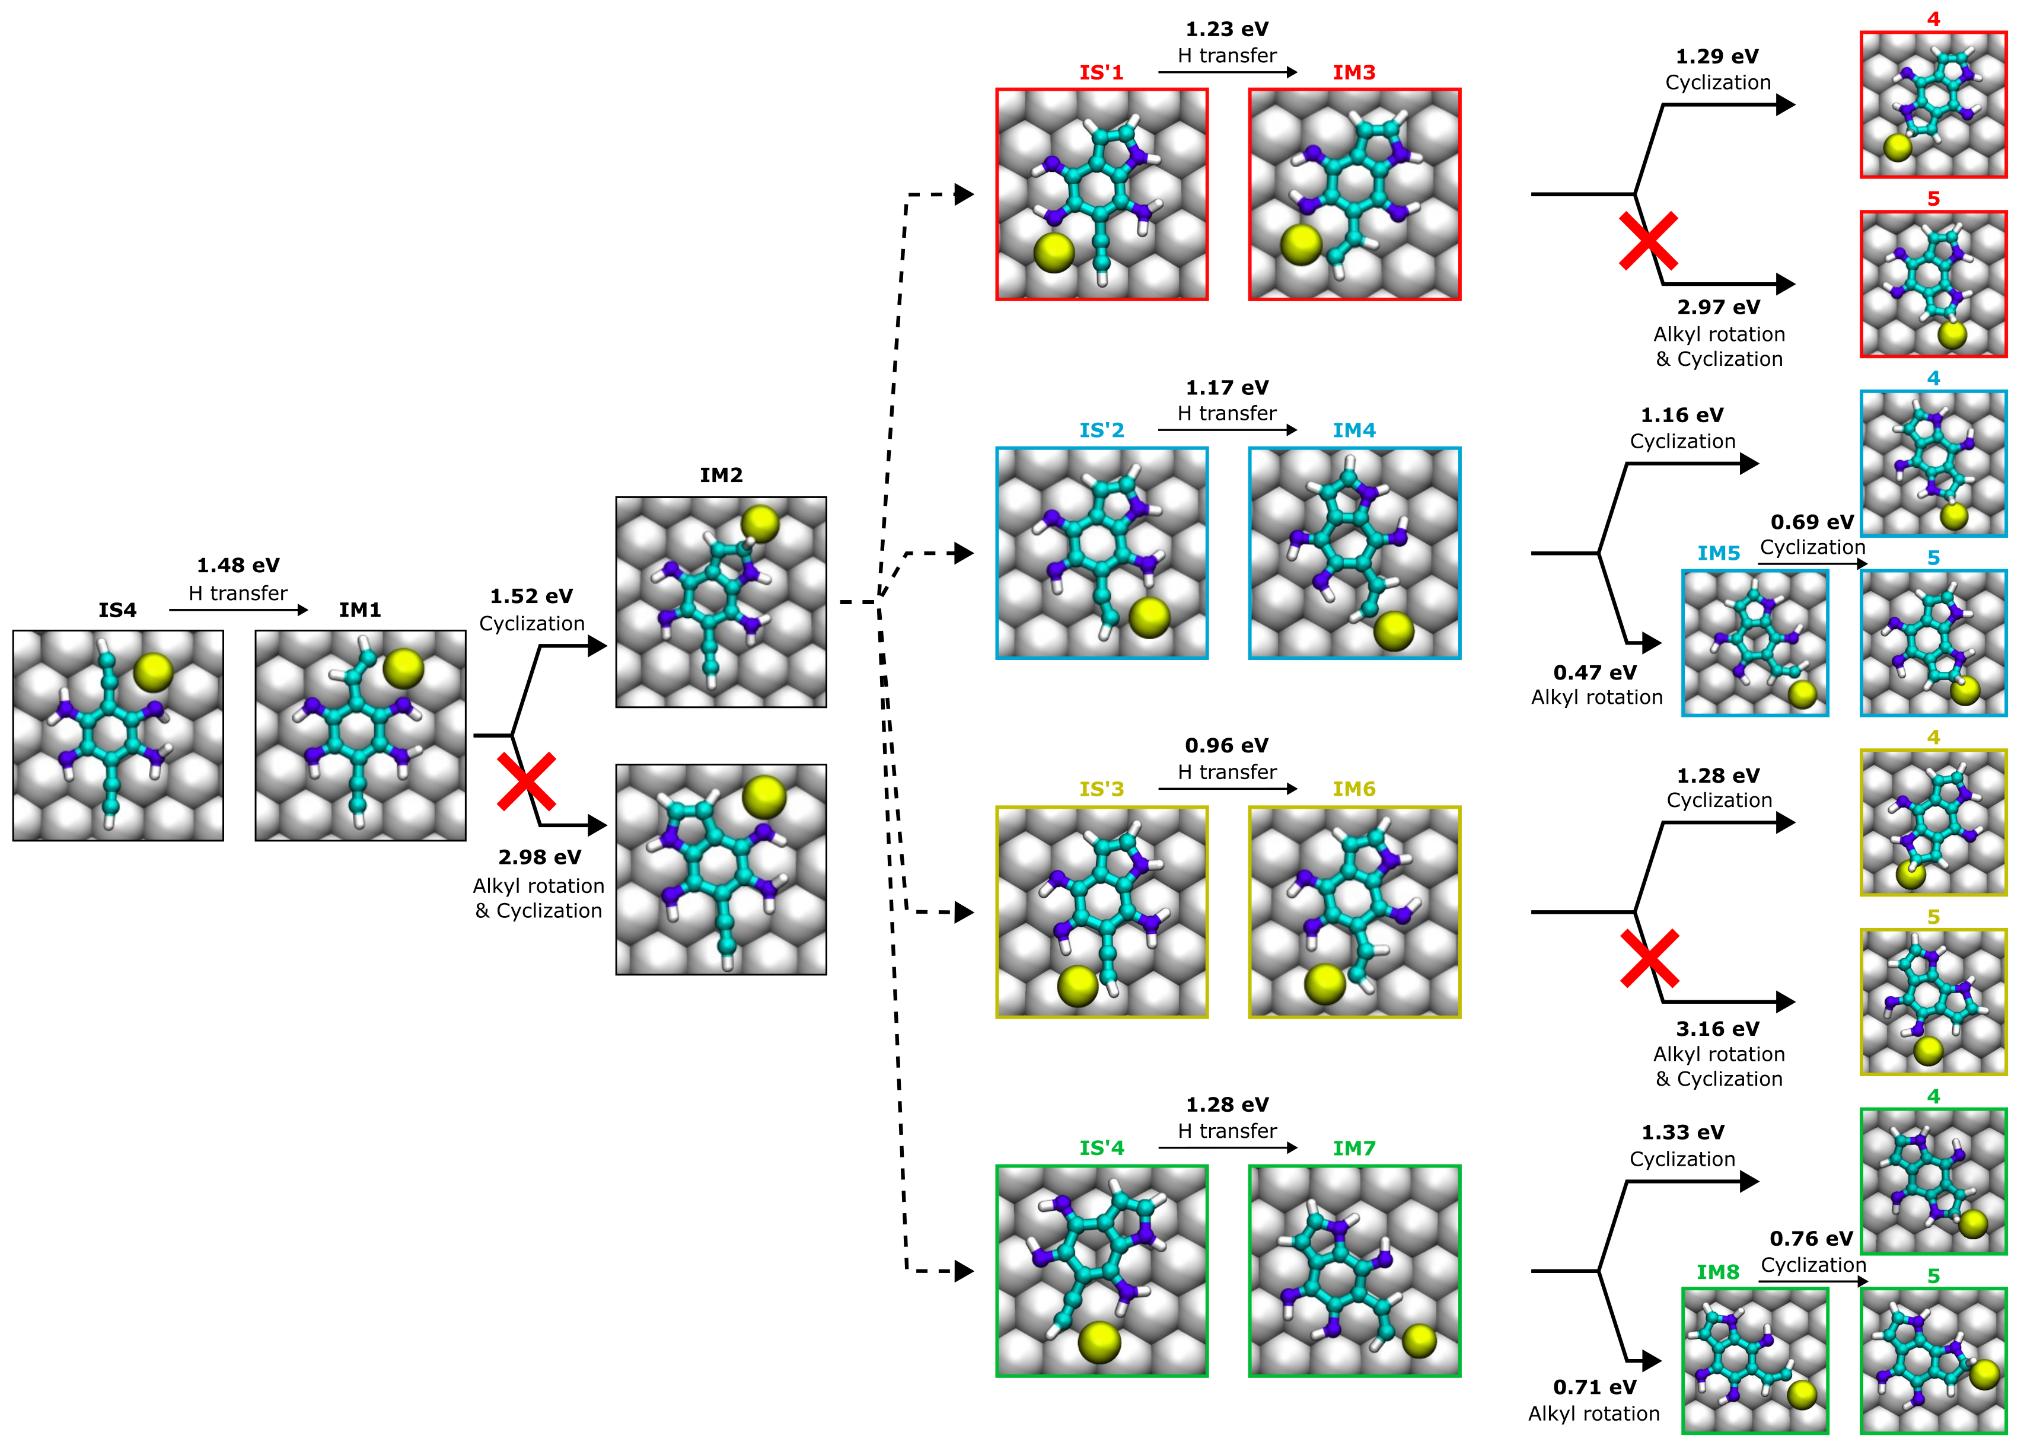 IS4
1.48 eV
H transfer
IM1
1.52 eV
Cyclization
2.98 eV
Alkyl rotation
& Cyclization
IM2
IS'1
1.23 eV
H transfer
IM3
1.29 eV
Cyclization
2.97 eV
Alkyl rotation
& Cyclization
4
5
IS'2
1.17 eV
H transfer
IM4
1.16 eV
Cyclization
0.47 eV
Alkyl rotation
IM5
0.69 eV
Cyclization
4
5
IS'3
0.96 eV
H transfer
IM6
1.28 eV
Cyclization
3.16 eV
Alkyl rotation
& Cyclization
4
5
IS'4
1.28 eV
H transfer
IM7
1.33 eV
Cyclization
0.71 eV
Alkyl rotation
IM8
0.76 eV
Cyclization
4
5